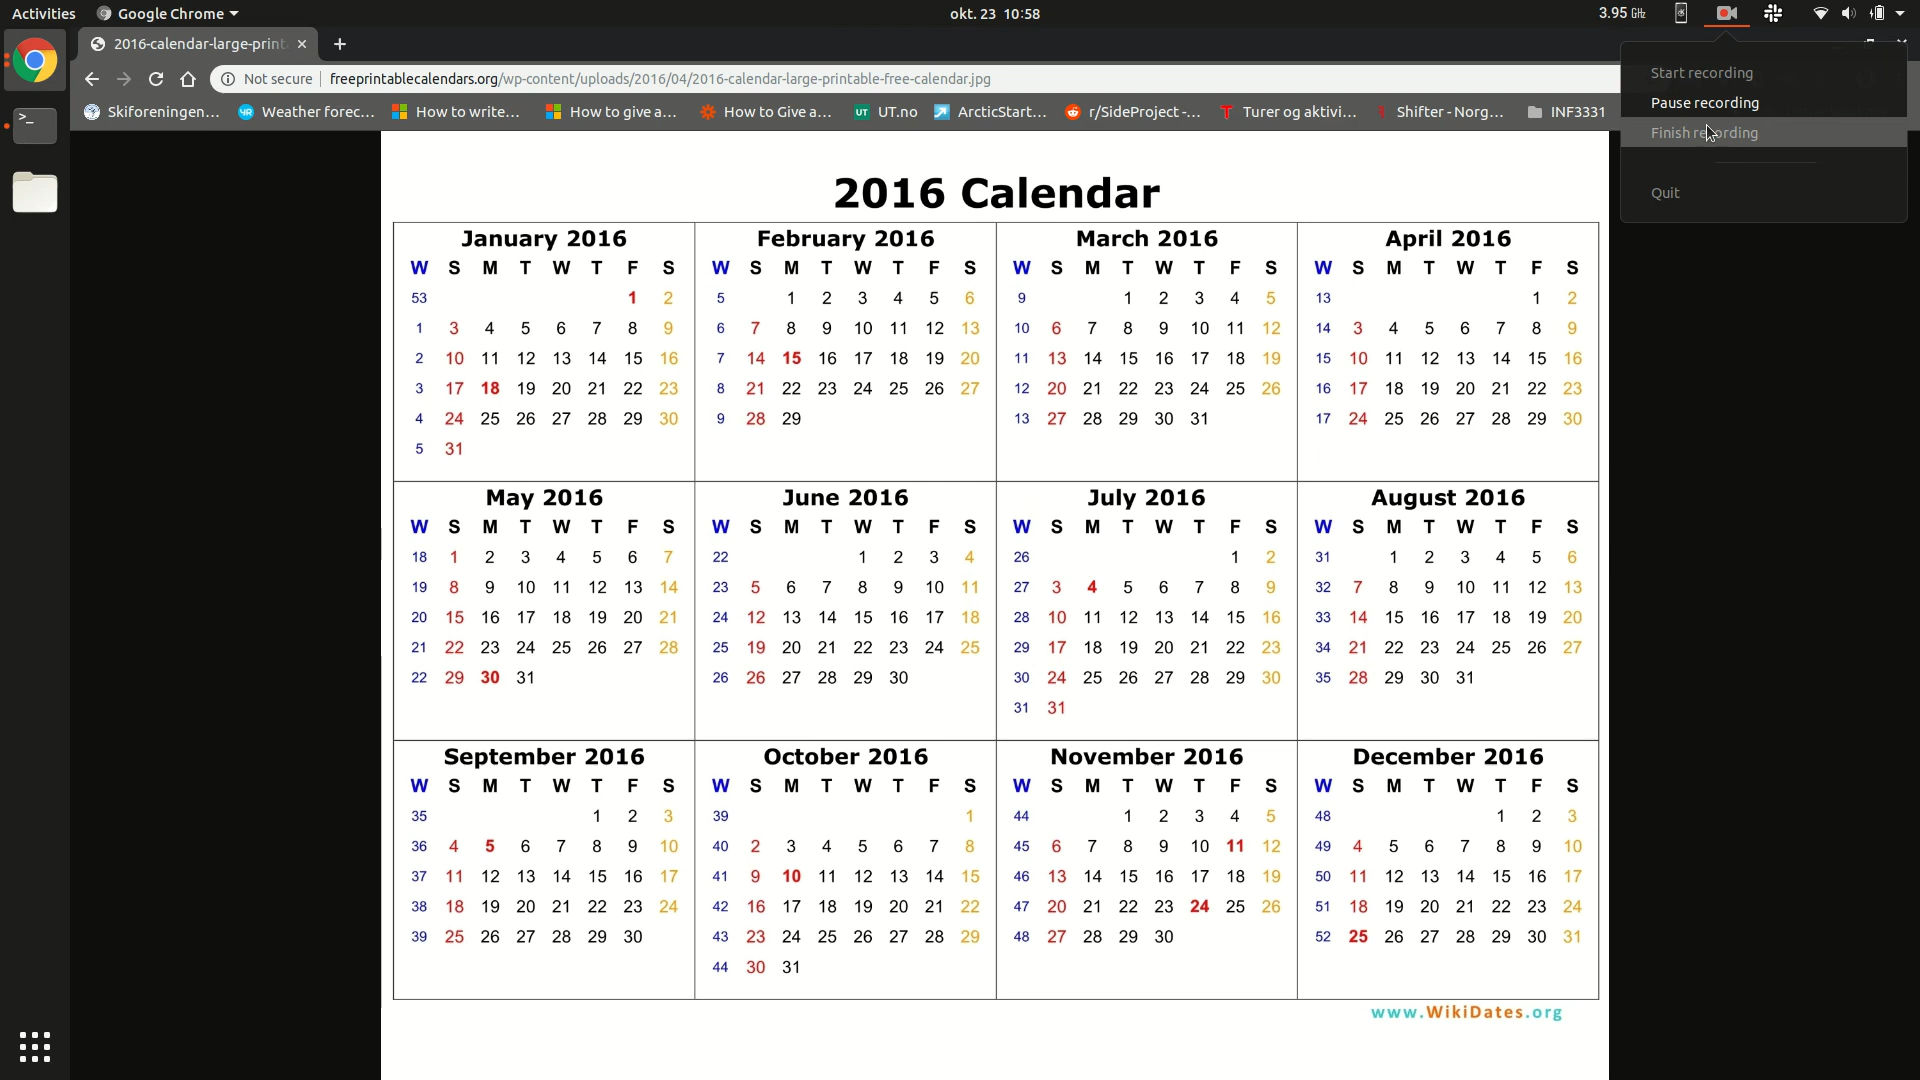 Activities Google Chrome okt. 23 10:58 3.95 GHz
2016-calendar-large-print
Not secure freeprintablecalendars.org/wp-content/uploads/2016/04/2016-calendar-large-printable-free-calendar.jpg
Skiforeningen... Weather forec... How to write... How to give a... How to Give a... UT.no ArcticStart... r/SideProject -... Turer og aktivi... Shifter - Norg... INF3331
Start recording
Pause recording
Finish recording
Quit
2016 Calendar
January 2016
W S M T W T F S
53 1 2
1 3 4 5 6 7 8 9
2 10 11 12 13 14 15 16
3 17 18 19 20 21 22 23
4 24 25 26 27 28 29 30
5 31
February 2016
W S M T W T F S
5 1 2 3 4 5 6
6 7 8 9 10 11 12 13
7 14 15 16 17 18 19 20
8 21 22 23 24 25 26 27
9 28 29
March 2016
W S M T W T F S
9 1 2 3 4 5
10 6 7 8 9 10 11 12
11 13 14 15 16 17 18 19
12 20 21 22 23 24 25 26
13 27 28 29 30 31
April 2016
W S M T W T F S
13 1 2
14 3 4 5 6 7 8 9
15 10 11 12 13 14 15 16
16 17 18 19 20 21 22 23
17 24 25 26 27 28 29 30
May 2016
W S M T W T F S
18 1 2 3 4 5 6 7
19 8 9 10 11 12 13 14
20 15 16 17 18 19 20 21
21 22 23 24 25 26 27 28
22 29 30 31
June 2016
W S M T W T F S
22 1 2 3 4
23 5 6 7 8 9 10 11
24 12 13 14 15 16 17 18
25 19 20 21 22 23 24 25
26 26 27 28 29 30
July 2016
W S M T W T F S
26 1 2
27 3 4 5 6 7 8 9
28 10 11 12 13 14 15 16
29 17 18 19 20 21 22 23
30 24 25 26 27 28 29 30
31 31
August 2016
W S M T W T F S
31 1 2 3 4 5 6
32 7 8 9 10 11 12 13
33 14 15 16 17 18 19 20
34 21 22 23 24 25 26 27
35 28 29 30 31
September 2016
W S M T W T F S
35 1 2 3
36 4 5 6 7 8 9 10
37 11 12 13 14 15 16 17
38 18 19 20 21 22 23 24
39 25 26 27 28 29 30
October 2016
W S M T W T F S
39 1
40 2 3 4 5 6 7 8
41 9 10 11 12 13 14 15
42 16 17 18 19 20 21 22
43 23 24 25 26 27 28 29
44 30 31
November 2016
W S M T W T F S
44 1 2 3 4 5
45 6 7 8 9 10 11 12
46 13 14 15 16 17 18 19
47 20 21 22 23 24 25 26
48 27 28 29 30
December 2016
W S M T W T F S
48 1 2 3
49 4 5 6 7 8 9 10
50 11 12 13 14 15 16 17
51 18 19 20 21 22 23 24
52 25 26 27 28 29 30 31
www.WikiDates.org